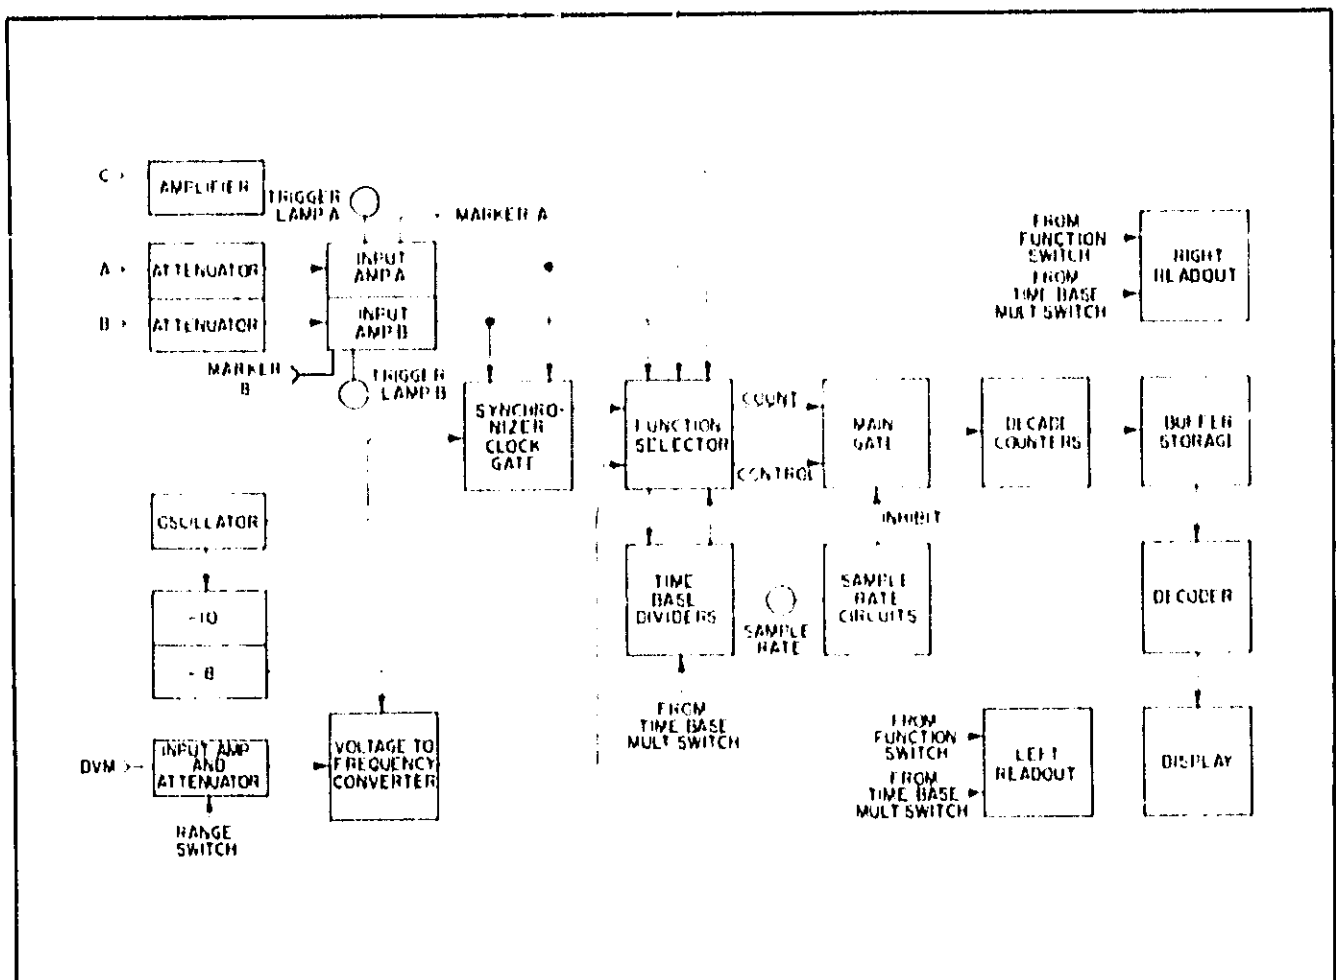 C
AMPLIFIER
TRIGGER
LAMP A
MARKER A
A
ATTENUATOR
INPUT
AMP A
B
ATTENUATOR
INPUT
AMP B
MARKER
B
TRIGGER
LAMP B
FROM
FUNCTION
SWITCH
FROM
TIME BASE
MULT SWITCH
RIGHT
READOUT
SYNCHRO-
NIZER
CLOCK
GATE
FUNCTION
SELECTOR
COUNT
CONTROL
MAIN
GATE
DECADE
COUNTERS
BUFFER
STORAGE
OSCILLATOR
INHIBIT
÷10
÷8
TIME
BASE
DIVIDERS
SAMPLE
RATE
SAMPLE
RATE
CIRCUITS
DECODER
FROM
TIME BASE
MULT SWITCH
DVM
INPUT AMP
AND
ATTENUATOR
RANGE
SWITCH
VOLTAGE TO
FREQUENCY
CONVERTER
FROM
FUNCTION
SWITCH
FROM
TIME BASE
MULT SWITCH
LEFT
READOUT
DISPLAY